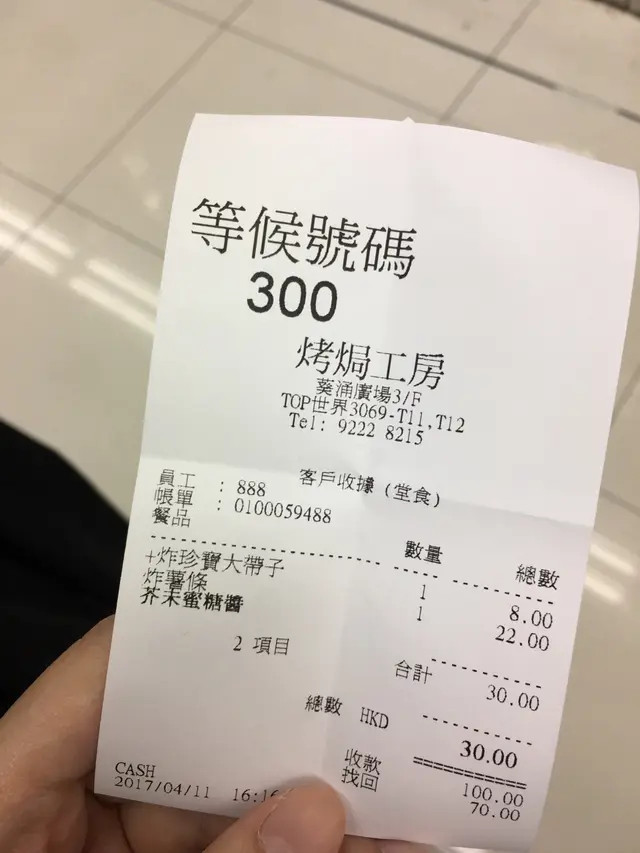 等候號碼
300
烤焗工房
葵涌廣場3/F
TOP世界3069-T11,T12
Tel: 9222 8215
客戶收據 (堂食)
員工 : 888
帳單 : 0100059488
餐品 數量 總數
+炸珍寶大帶子 1 8.00
炸薯條 1 22.00
芥末蜜糖醬
2 項目
合計 30.00
總數 HKD 30.00
收款 100.00
找回 70.00
CASH
2017/04/11 16:16